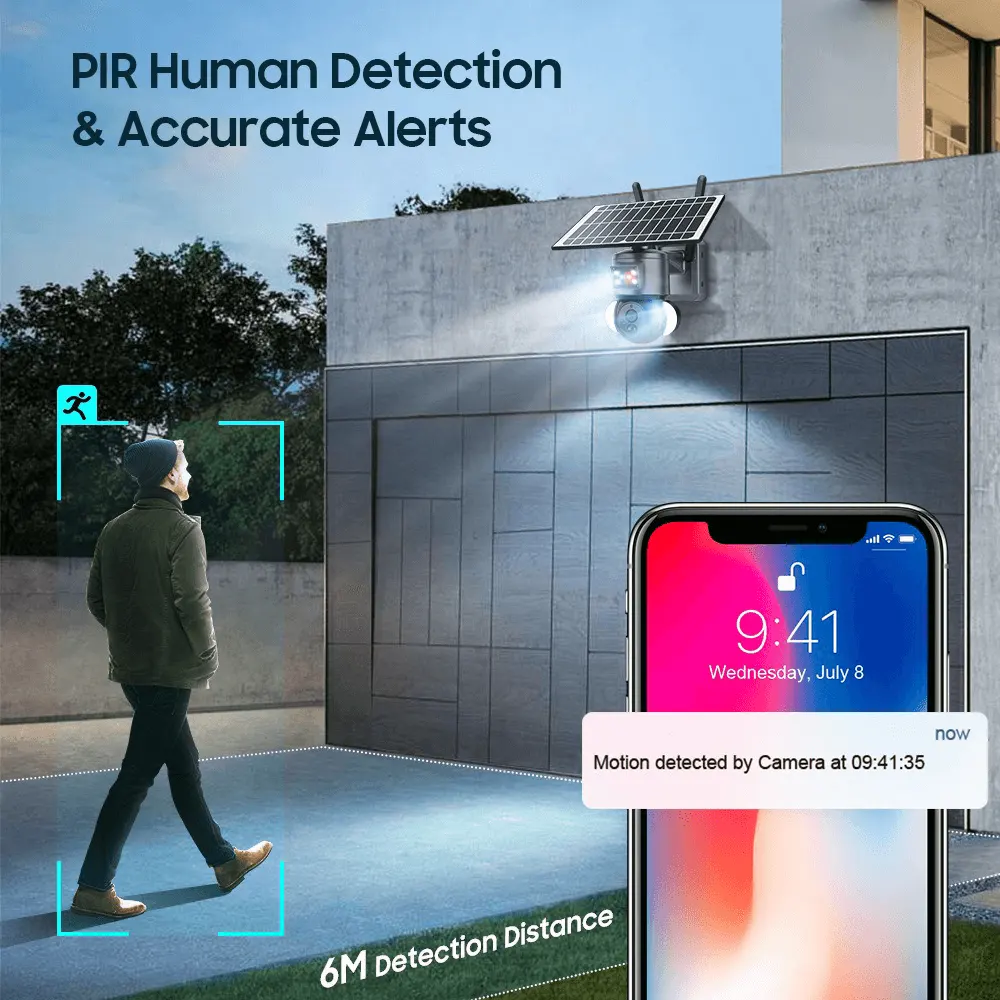 PIR Human Detection
& Accurate Alerts
9:41
Wednesday, July 8
now
Motion detected by Camera at 09:41:35
6M Detection Distance